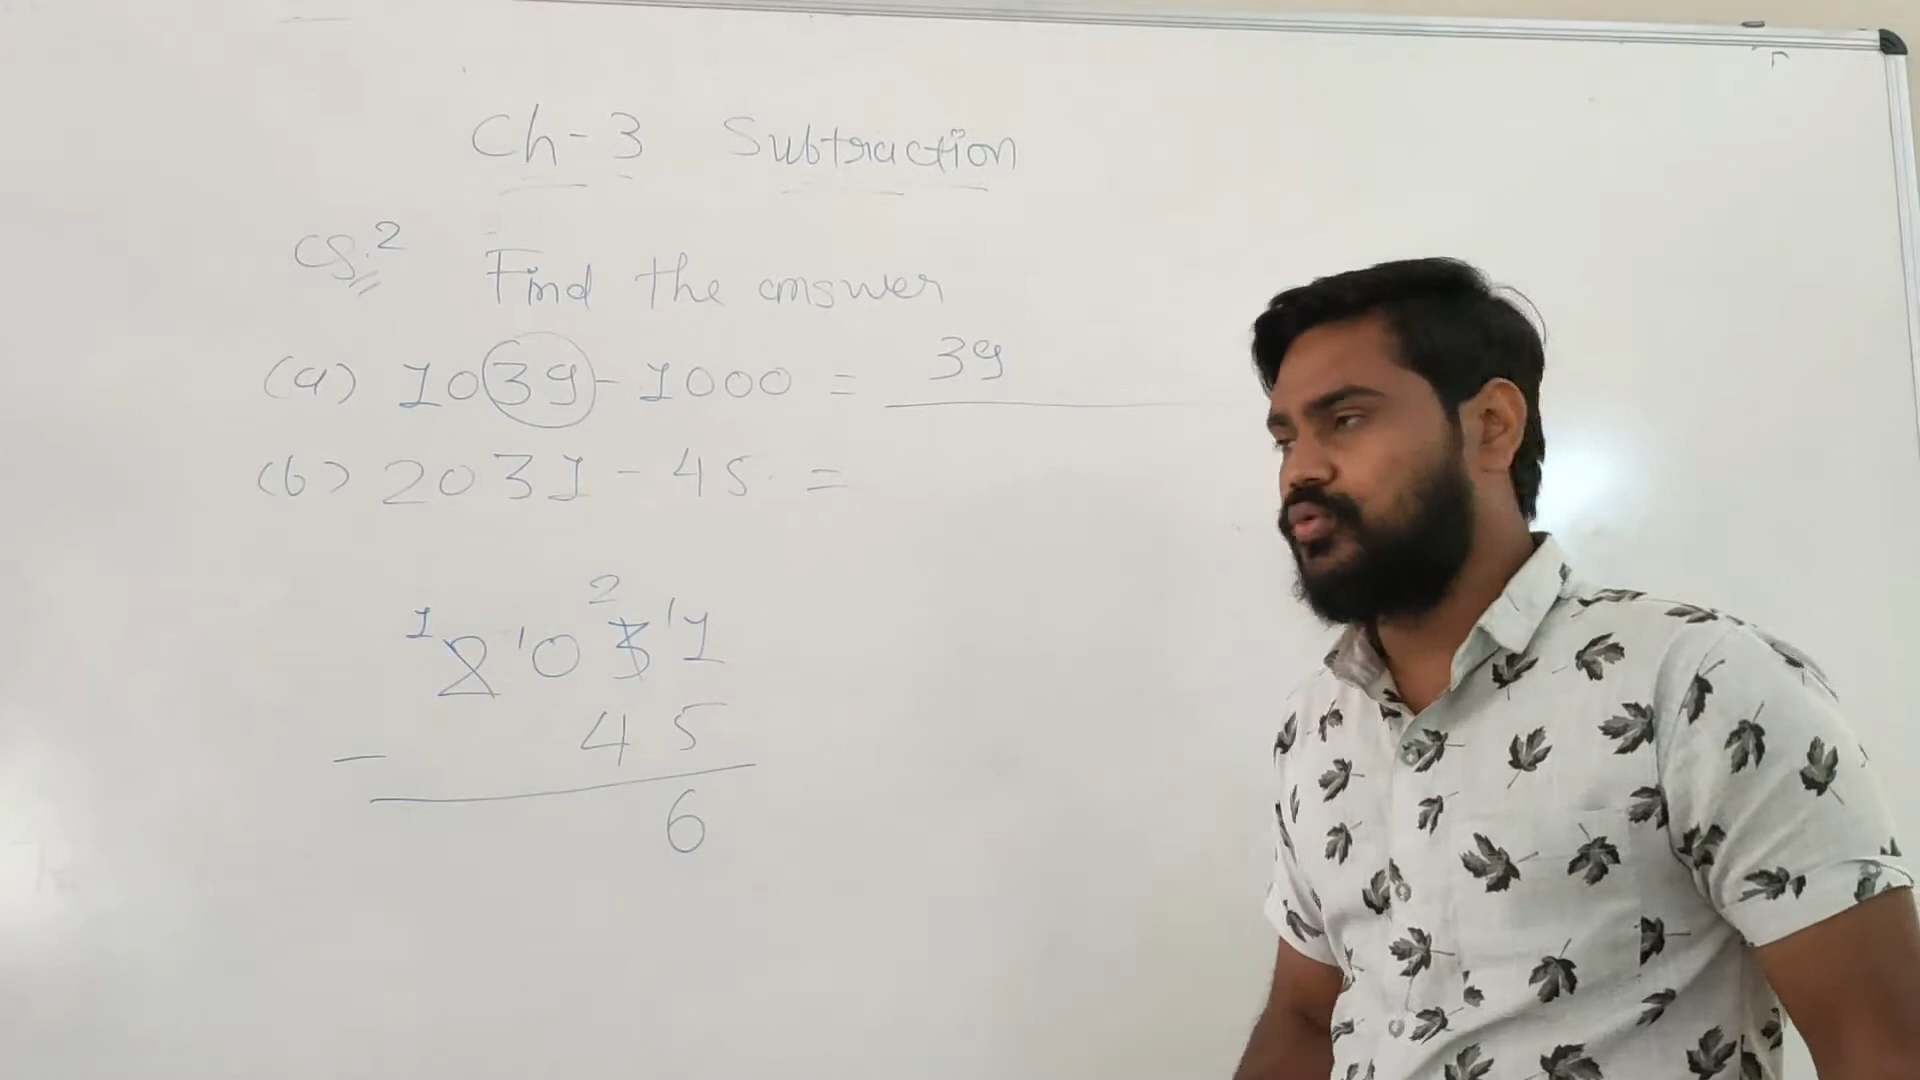 Ch-3 Subtraction
Q.2 Find the answer
(a) 1039 - 1000 = 39
(b) 2031 - 45 =
1 2
2 '0 3 '1
- 4 5
6